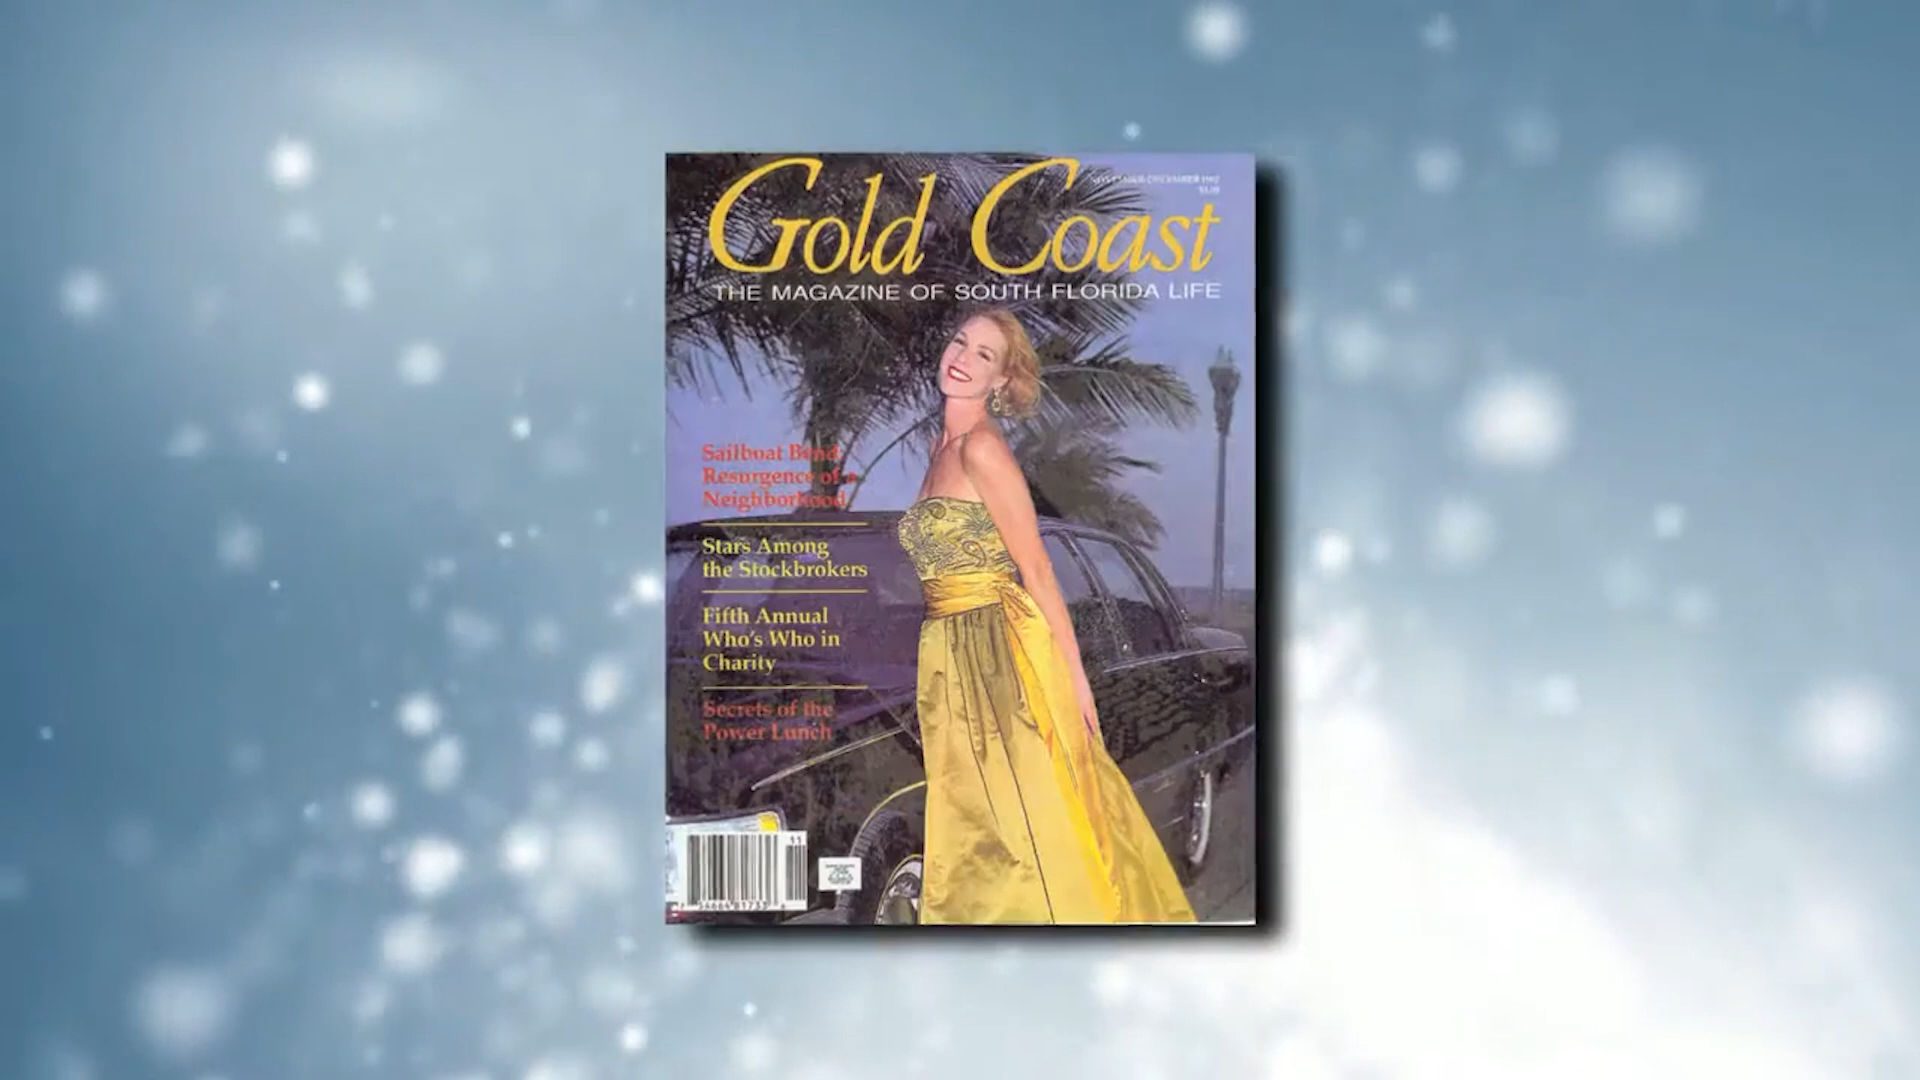 Gold Coast
THE MAGAZINE OF SOUTH FLORIDA LIFE
Sailboat Bend,
Resurgence of a
Neighborhood
Stars Among
the Stockbrokers
Fifth Annual
Who's Who in
Charity
Secrets of the
Power Lunch
11